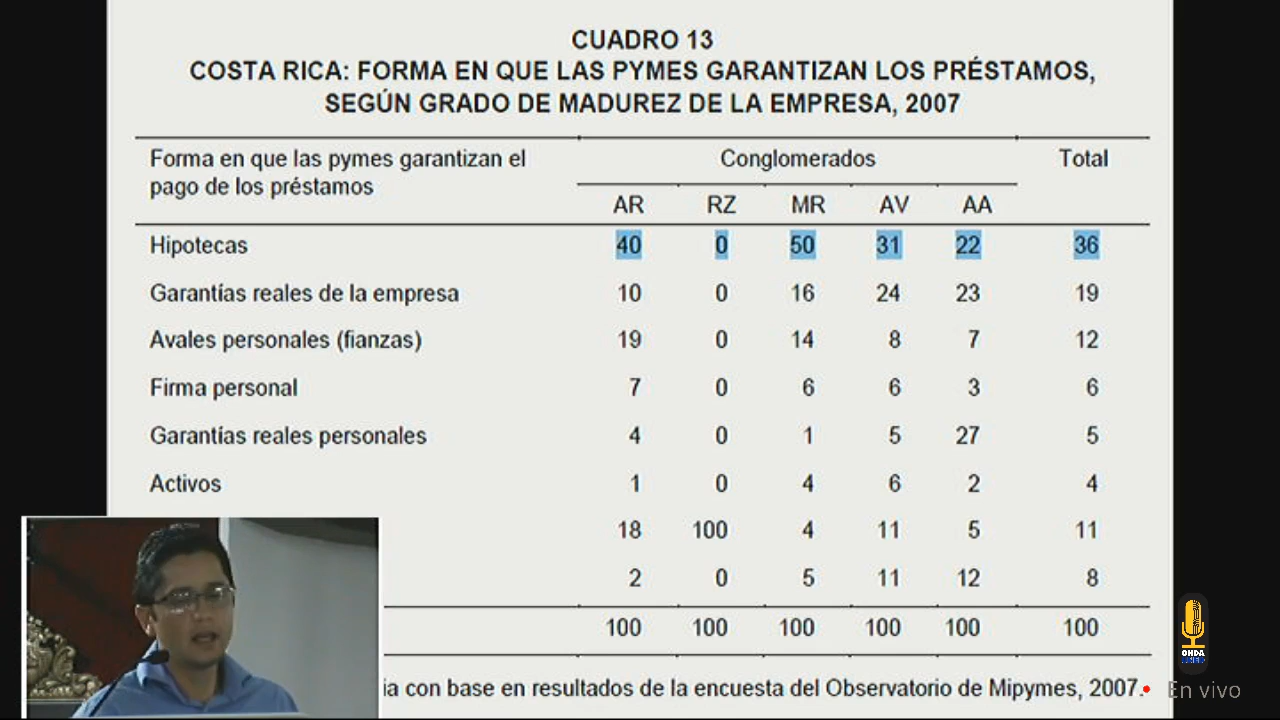 CUADRO 13
COSTA RICA: FORMA EN QUE LAS PYMES GARANTIZAN LOS PRÉSTAMOS,
SEGÚN GRADO DE MADUREZ DE LA EMPRESA, 2007
Forma en que las pymes garantizan el Conglomerados Total
pago de los préstamos
AR RZ MR AV AA
Hipotecas 40 0 50 31 22 36
Garantías reales de la empresa 10 0 16 24 23 19
Avales personales (fianzas) 19 0 14 8 7 12
Firma personal 7 0 6 6 3 6
Garantías reales personales 4 0 1 5 27 5
Activos 1 0 4 6 2 4
18 100 4 11 5 11
2 0 5 11 12 8
100 100 100 100 100 100
ia con base en resultados de la encuesta del Observatorio de Mipymes, 2007.
ONDA
UNED
En vivo